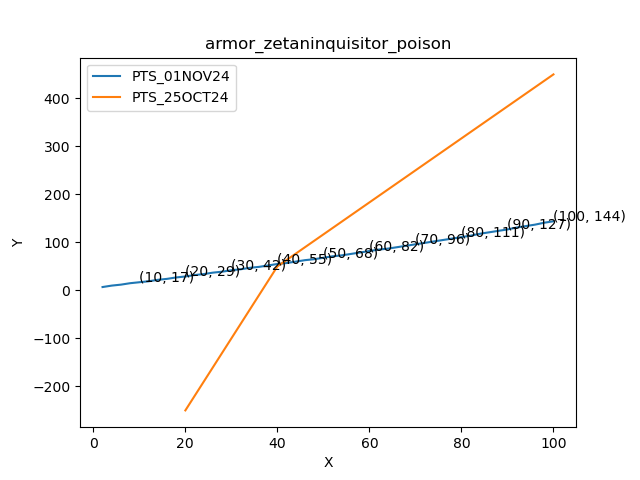 armor_zetaninquisitor_poison
PTS_01NOV24
PTS_25OCT24
400
300
200
100
0
−100
−200
Y
(10, 17)
(20, 29)
(30, 42)
(40, 55)
(50, 68)
(60, 82)
(70, 96)
(80, 111)
(90, 127)
(100, 144)
0 20 40 60 80 100
X